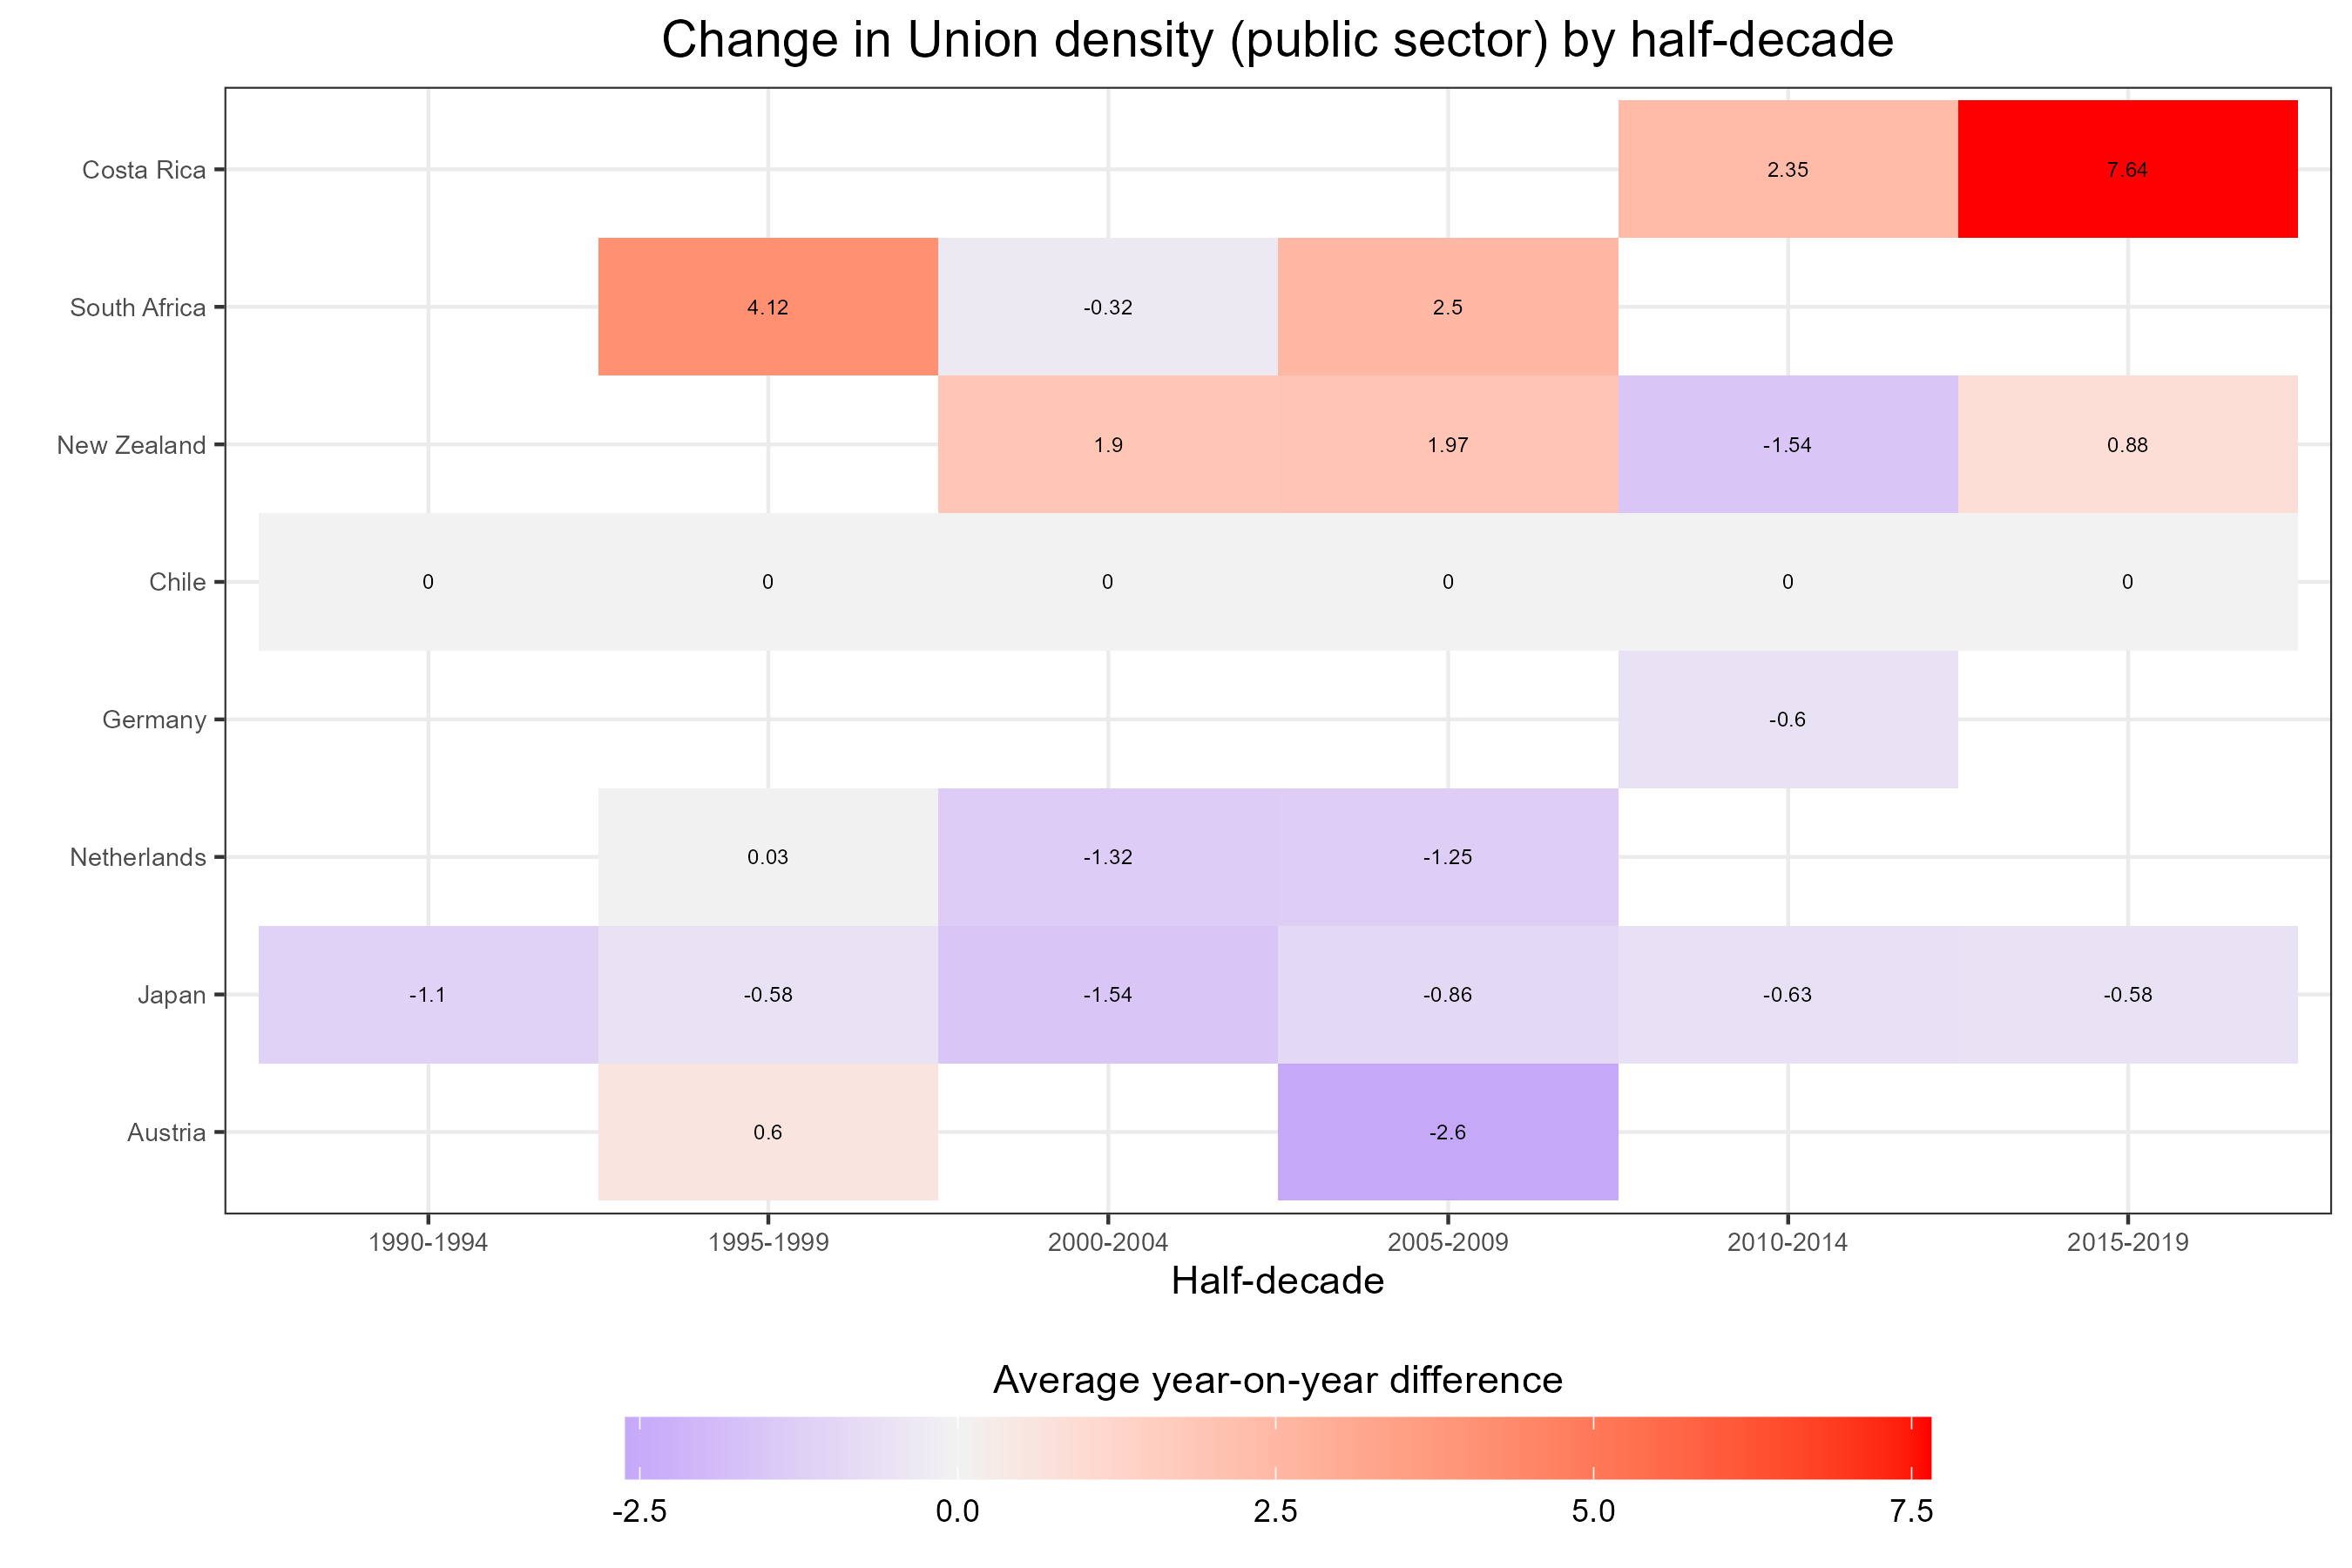 Change in Union density (public sector) by half-decade
Costa Rica 2.35 7.64
South Africa 4.12 -0.32 2.5
New Zealand 1.9 1.97 -1.54 0.88
Chile 0 0 0 0 0 0
Germany -0.6
Netherlands 0.03 -1.32 -1.25
Japan -1.1 -0.58 -1.54 -0.86 -0.63 -0.58
Austria 0.6 -2.6
1990-1994 1995-1999 2000-2004 2005-2009 2010-2014 2015-2019
Half-decade
Average year-on-year difference
-2.5 0.0 2.5 5.0 7.5